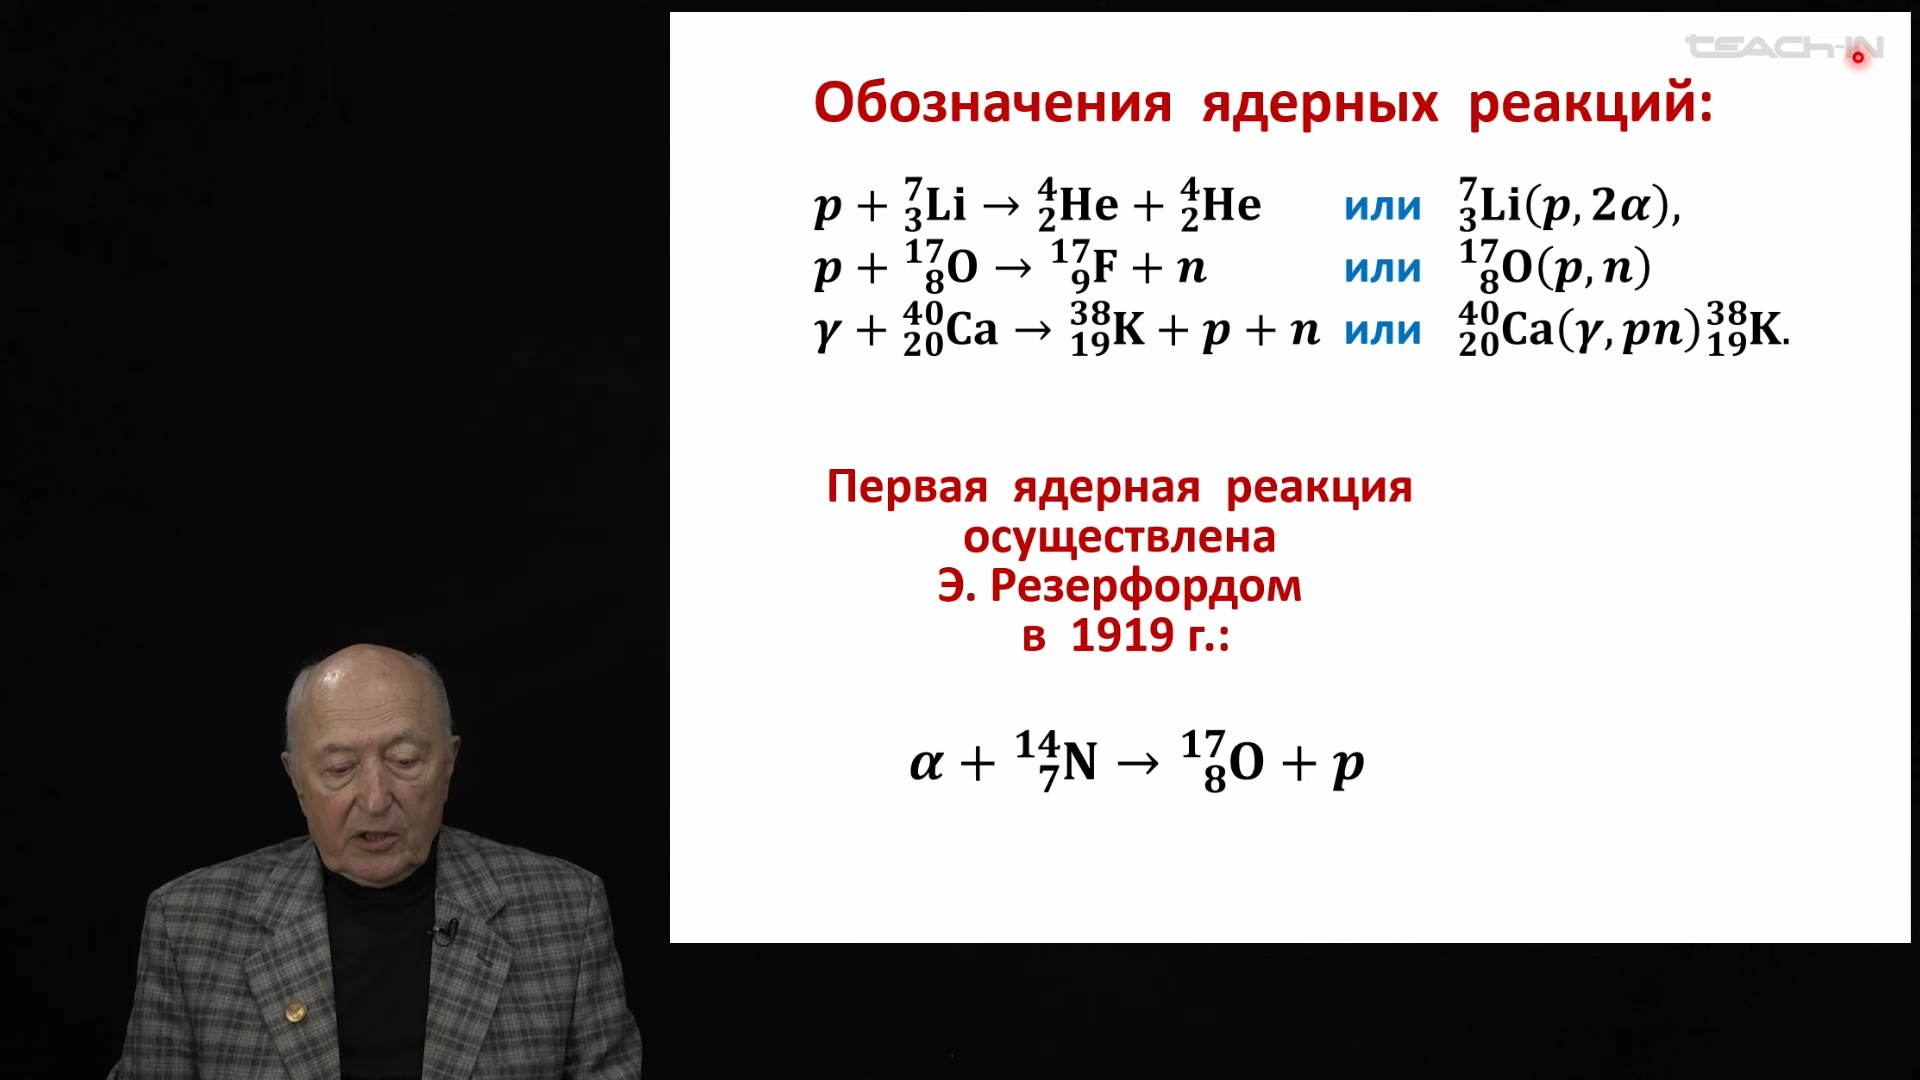 TEACH-IN
Обозначения ядерных реакций:
p + ⁷₃Li → ⁴₂He + ⁴₂He или ⁷₃Li(p, 2α),
p + ¹⁷₈O → ¹⁷₉F + n или ¹⁷₈O(p, n)
γ + ⁴⁰₂₀Ca → ³⁸₁₉K + p + n или ⁴⁰₂₀Ca(γ, pn)³⁸₁₉K.
Первая ядерная реакция
осуществлена
Э. Резерфордом
в 1919 г.:
α + ¹⁴₇N → ¹⁷₈O + p